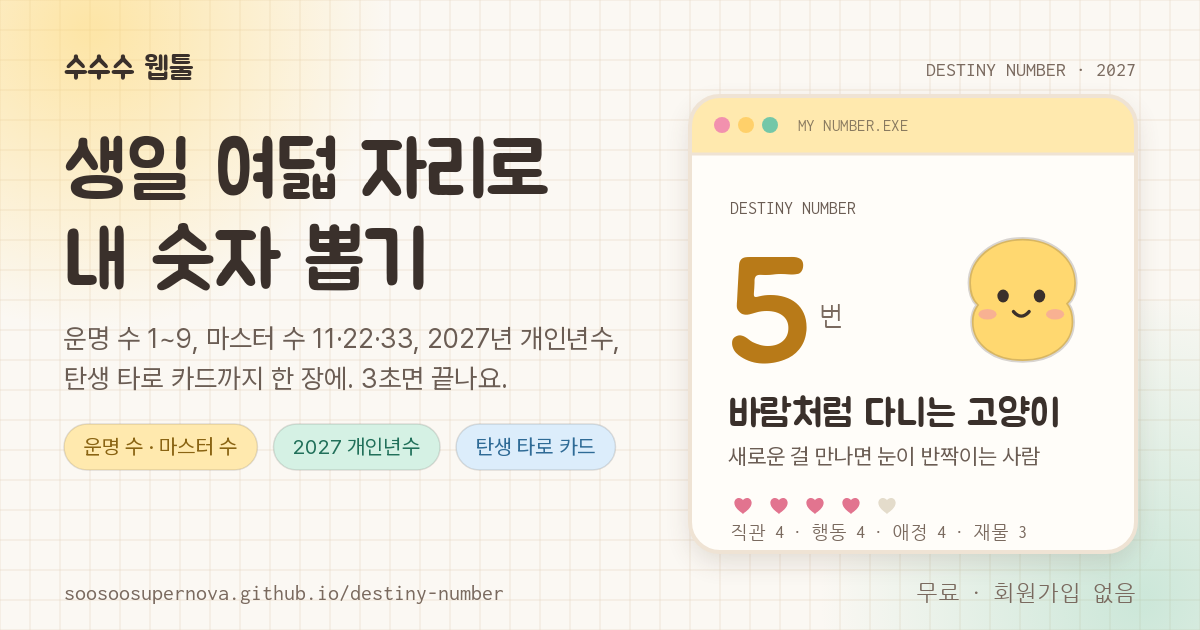 수수수 웹툴
생일 여덟 자리로
내 숫자 뽑기
운명 수 1~9, 마스터 수 11·22·33, 2027년 개인년수,
탄생 타로 카드까지 한 장에. 3초면 끝나요.
운명 수 · 마스터 수
2027 개인년수
탄생 타로 카드
soosoosupernova.github.io/destiny-number
DESTINY NUMBER · 2027
MY NUMBER.EXE
DESTINY NUMBER
5 번
바람처럼 다니는 고양이
새로운 걸 만나면 눈이 반짝이는 사람
직관 4 · 행동 4 · 애정 4 · 재물 3
무료 · 회원가입 없음